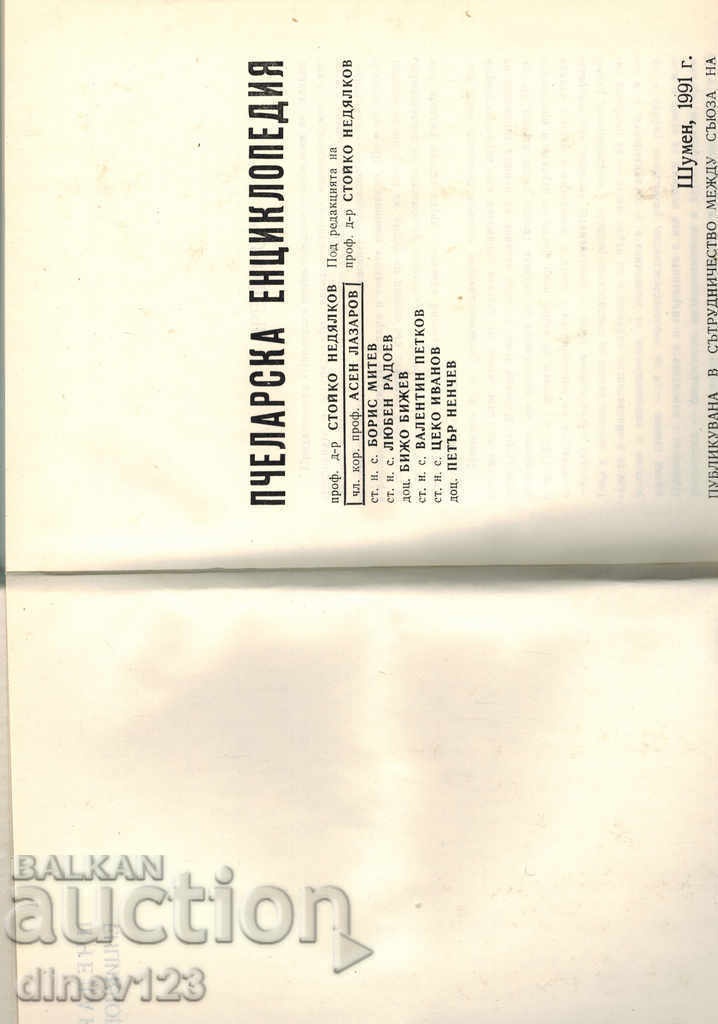 ПЧЕЛАРСКА ЕНЦИКЛОПЕДИЯ
проф. д-р СТОЙКО НЕДЯЛКОВ
чл. кор. проф. АСЕН ЛАЗАРОВ
ст. н. с. БОРИС МИТЕВ
ст. н. с. ЛЮБЕН РАДОЕВ
доц. БИЖО БИЖЕВ
ст. н. с. ВАЛЕНТИН ПЕТКОВ
ст. н. с. ЦЕКО ИВАНОВ
доц. ПЕТЪР НЕНЧЕВ
Под редакцията на
проф. д-р СТОЙКО НЕДЯЛКОВ
Шумен, 1991 г.
ПУБЛИКУВАНА В СЪТРУДНИЧЕСТВО МЕЖДУ СЪЮЗА НА
BALKAN
auction
dinov123